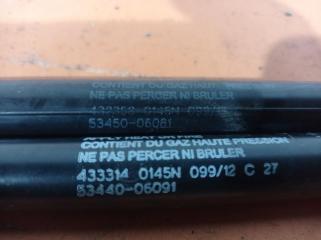 CONTIENT DU GAZ HAUTE PRESSION
NE PAS PERCER NI BRULER
53450-06081
CONTIENT DU GAZ HAUTE PRESSION
NE PAS PERCER NI BRULER
433314 0145N 099/12 C 27
53440-06091